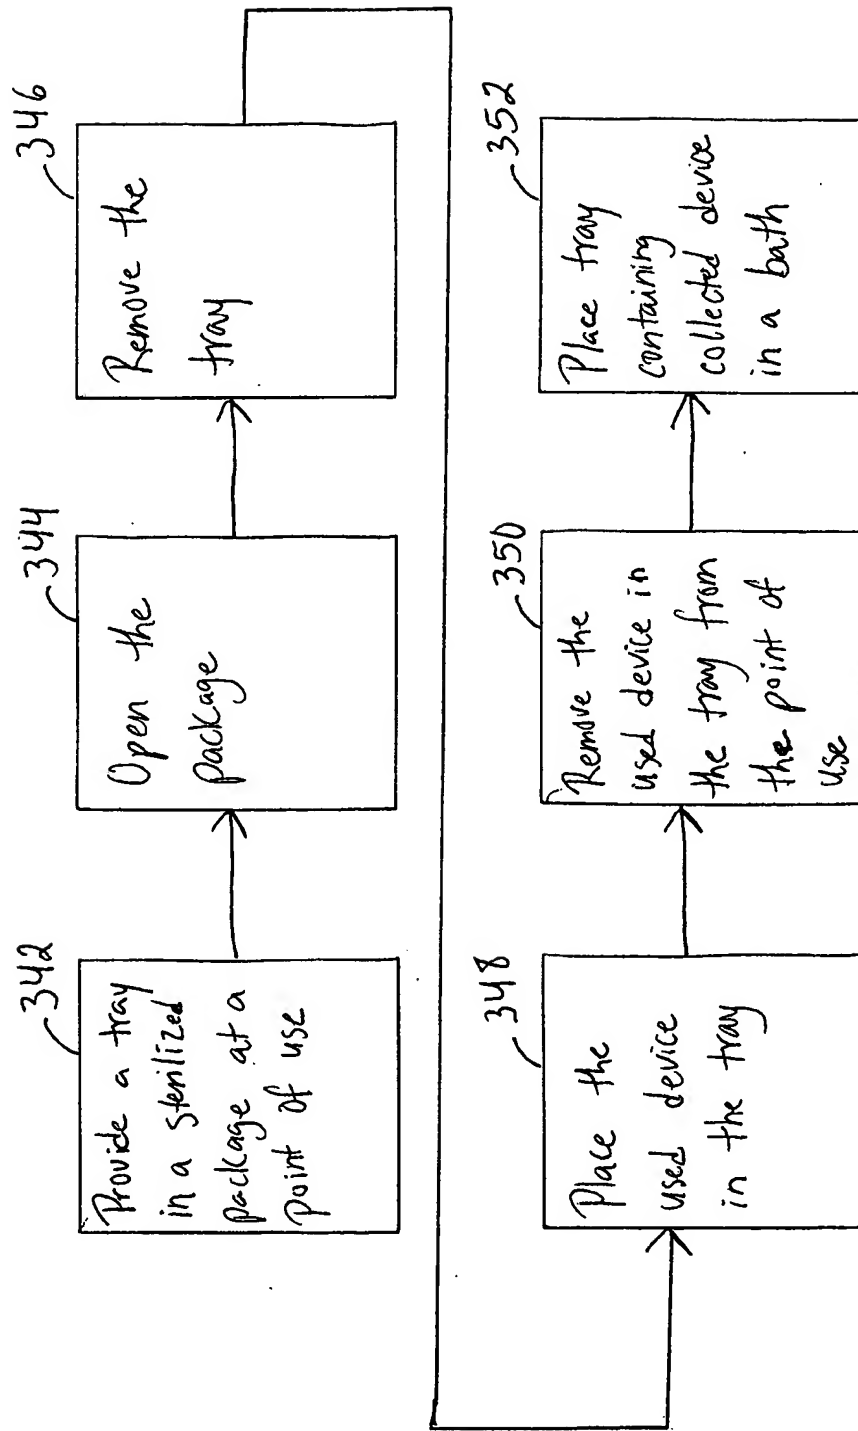 342
Provide a tray
in a sterilized
package at a
point of use
344
Open the
package
346
Remove the
tray
348
Place the
used device
in the tray
350
Remove the
used device in
the tray from
the point of
use
352
Place tray
containing
collected device
in a bath